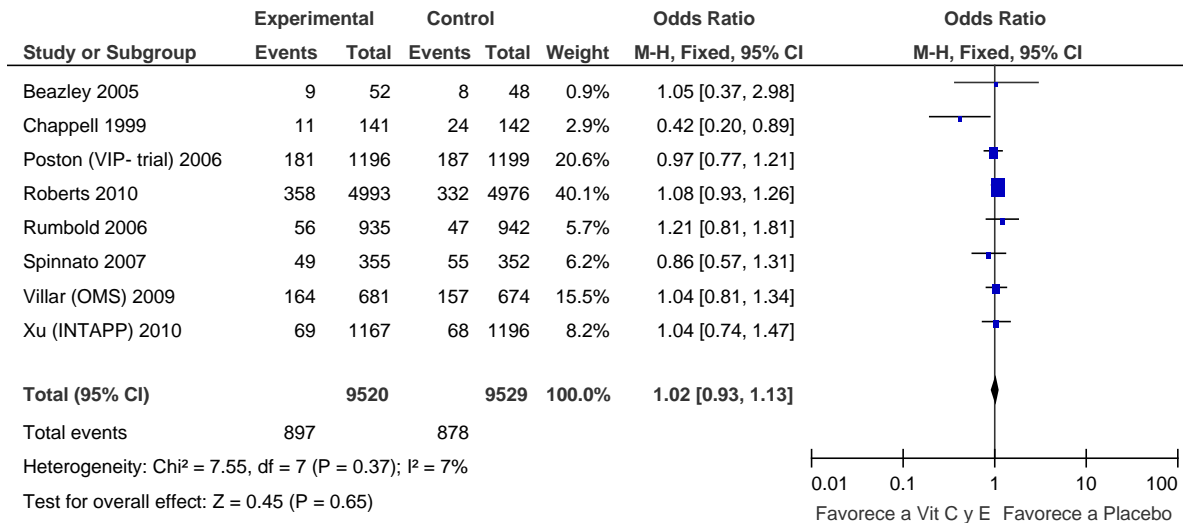 Experimental Control Odds Ratio Odds Ratio
Study or Subgroup Events Total Events Total Weight M-H, Fixed, 95% CI M-H, Fixed, 95% CI
Beazley 2005 9 52 8 48 0.9% 1.05 [0.37, 2.98]
Chappell 1999 11 141 24 142 2.9% 0.42 [0.20, 0.89]
Poston (VIP- trial) 2006 181 1196 187 1199 20.6% 0.97 [0.77, 1.21]
Roberts 2010 358 4993 332 4976 40.1% 1.08 [0.93, 1.26]
Rumbold 2006 56 935 47 942 5.7% 1.21 [0.81, 1.81]
Spinnato 2007 49 355 55 352 6.2% 0.86 [0.57, 1.31]
Villar (OMS) 2009 164 681 157 674 15.5% 1.04 [0.81, 1.34]
Xu (INTAPP) 2010 69 1167 68 1196 8.2% 1.04 [0.74, 1.47]
Total (95% CI) 9520 9529 100.0% 1.02 [0.93, 1.13]
Total events 897 878
Heterogeneity: Chi² = 7.55, df = 7 (P = 0.37); I² = 7%
Test for overall effect: Z = 0.45 (P = 0.65)
0.01 0.1 1 10 100
Favorece a Vit C y E Favorece a Placebo